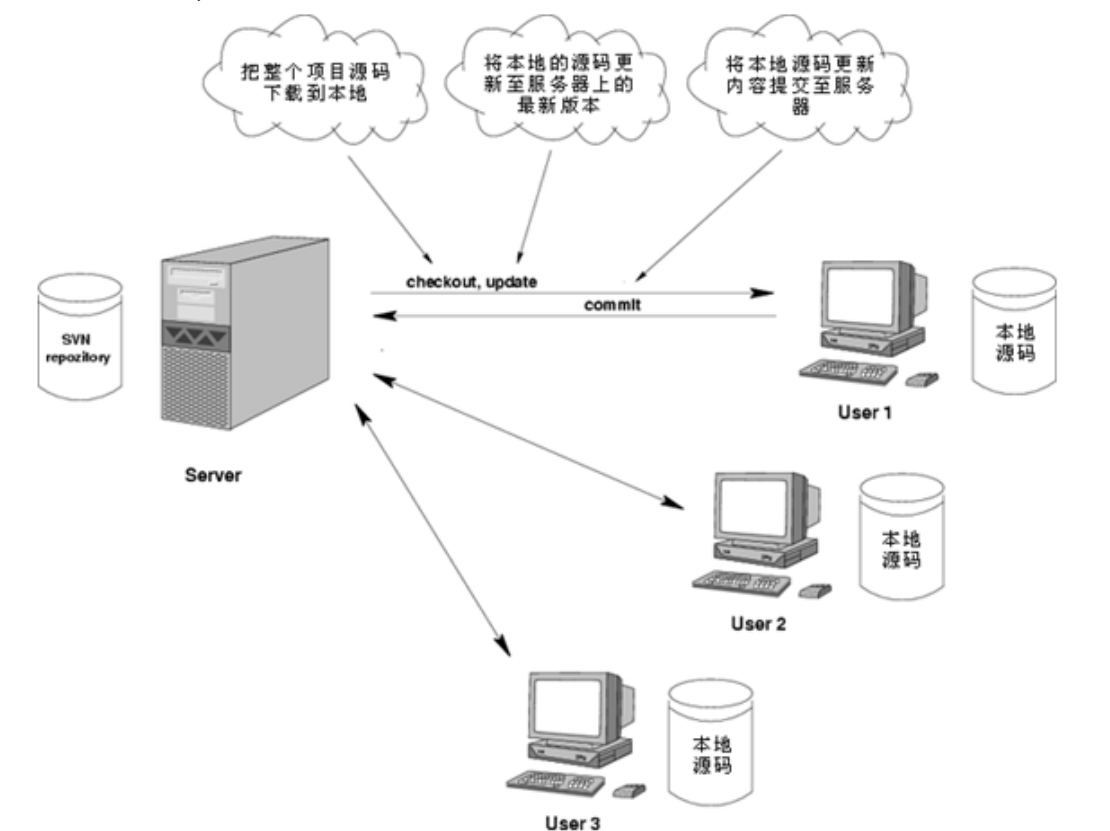 把整个项目源码
下载到本地
将本地的源码更
新至服务器上的
最新版本
将本地源码更新
内容提交至服务
器
checkout, update
commit
SVN
repozitory
本地
源码
User 1
Server
本地
源码
User 2
本地
源码
User 3